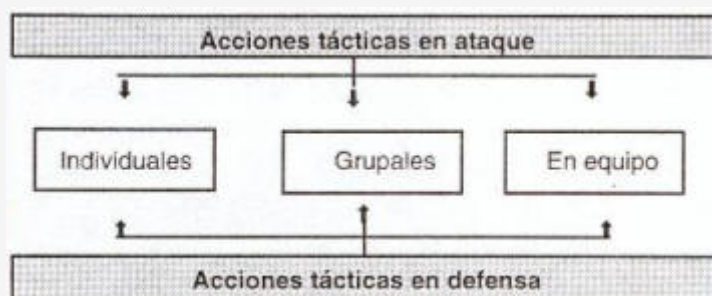 Acciones tácticas en ataque
Individuales
Grupales
En equipo
Acciones tácticas en defensa